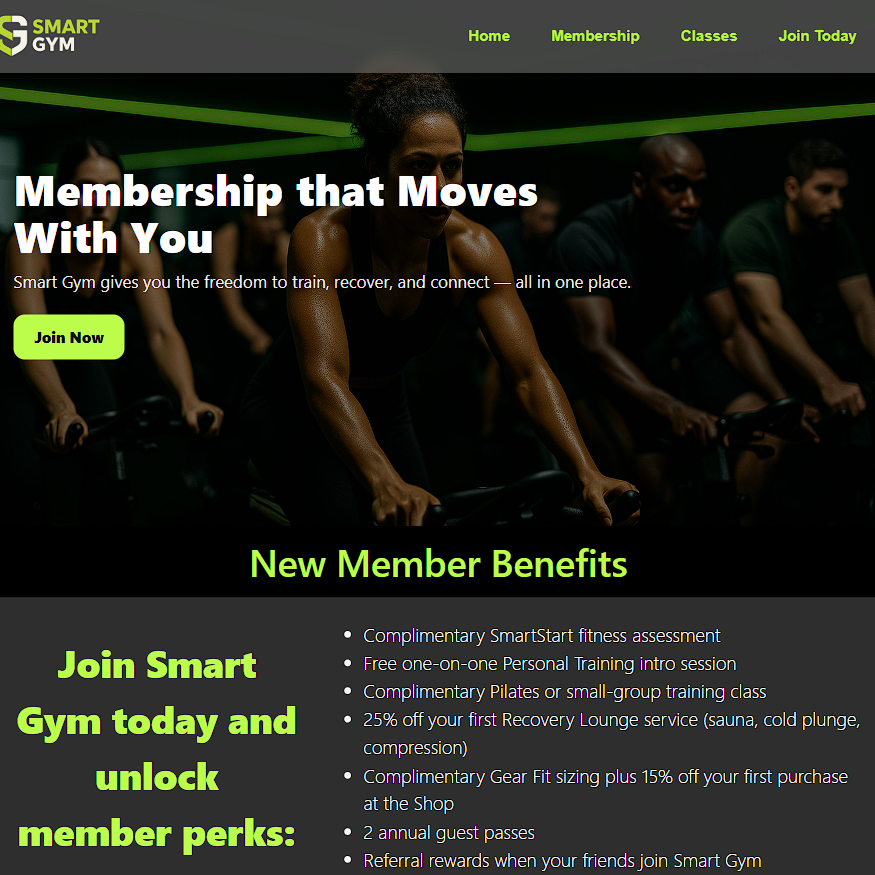 SMART
GYM
Home Membership Classes Join Today
Membership that Moves
With You
Smart Gym gives you the freedom to train, recover, and connect — all in one place.
Join Now
New Member Benefits
Join Smart
Gym today and
unlock
member perks:
• Complimentary SmartStart fitness assessment
• Free one-on-one Personal Training intro session
• Complimentary Pilates or small-group training class
• 25% off your first Recovery Lounge service (sauna, cold plunge,
compression)
• Complimentary Gear Fit sizing plus 15% off your first purchase
at the Shop
• 2 annual guest passes
• Referral rewards when your friends join Smart Gym